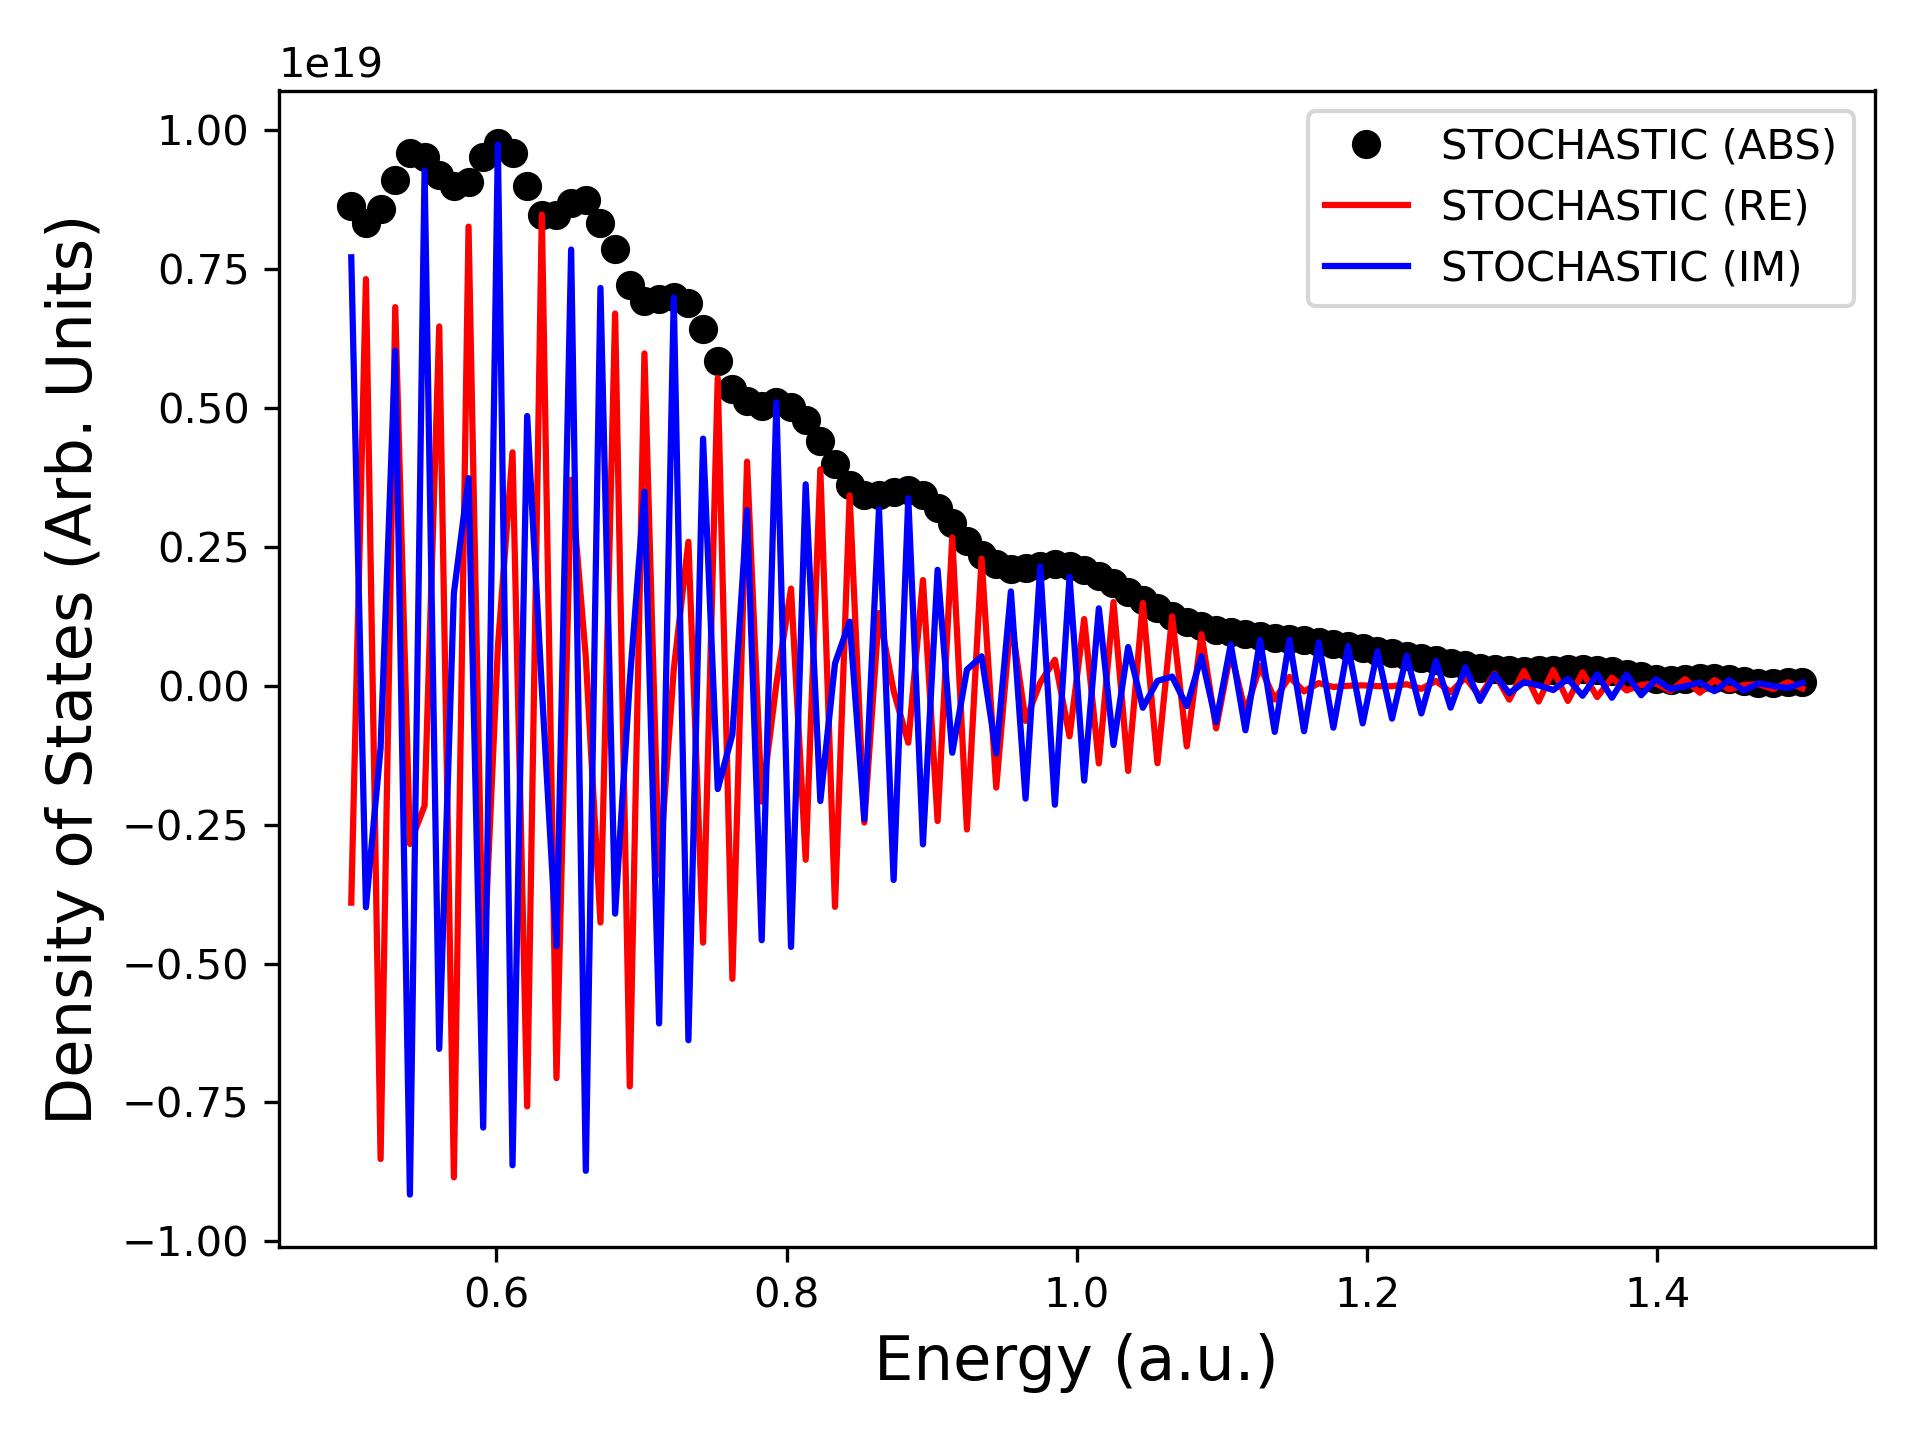 1e19
STOCHASTIC (ABS)
STOCHASTIC (RE)
STOCHASTIC (IM)
Density of States (Arb. Units)
1.00
0.75
0.50
0.25
0.00
−0.25
−0.50
−0.75
−1.00
0.6 0.8 1.0 1.2 1.4
Energy (a.u.)